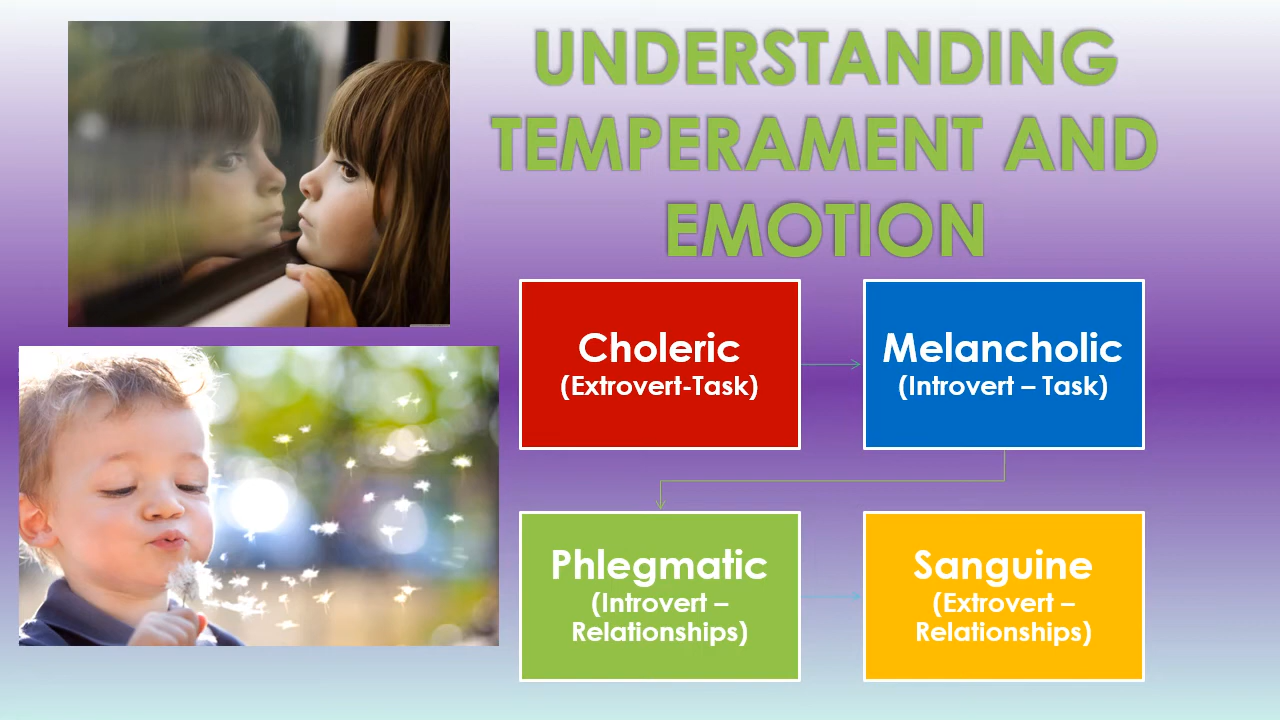 UNDERSTANDING
TEMPERAMENT AND
EMOTION
Choleric
(Extrovert-Task)
Melancholic
(Introvert – Task)
Phlegmatic
(Introvert –
Relationships)
Sanguine
(Extrovert –
Relationships)